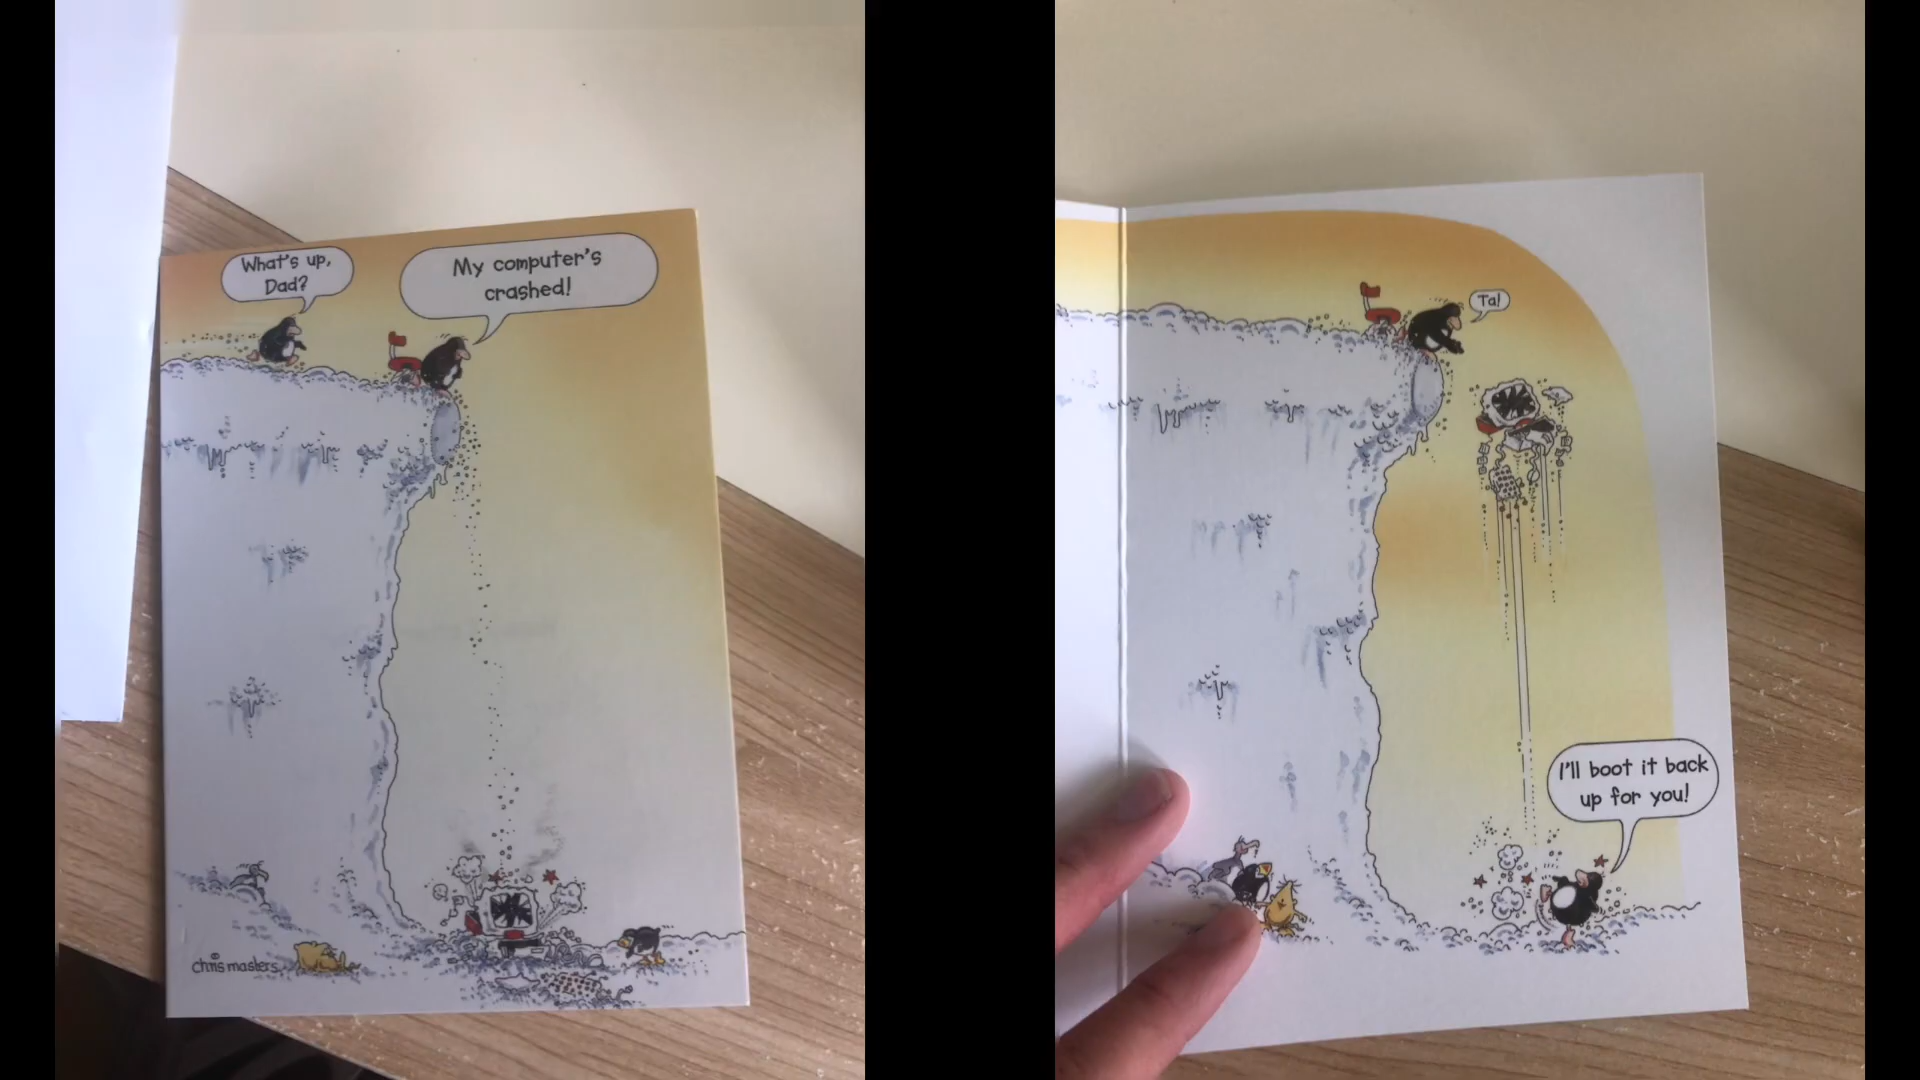 What's up,
Dad?
My computer's
crashed!
chris masters.
Ta!
I'll boot it back
up for you!